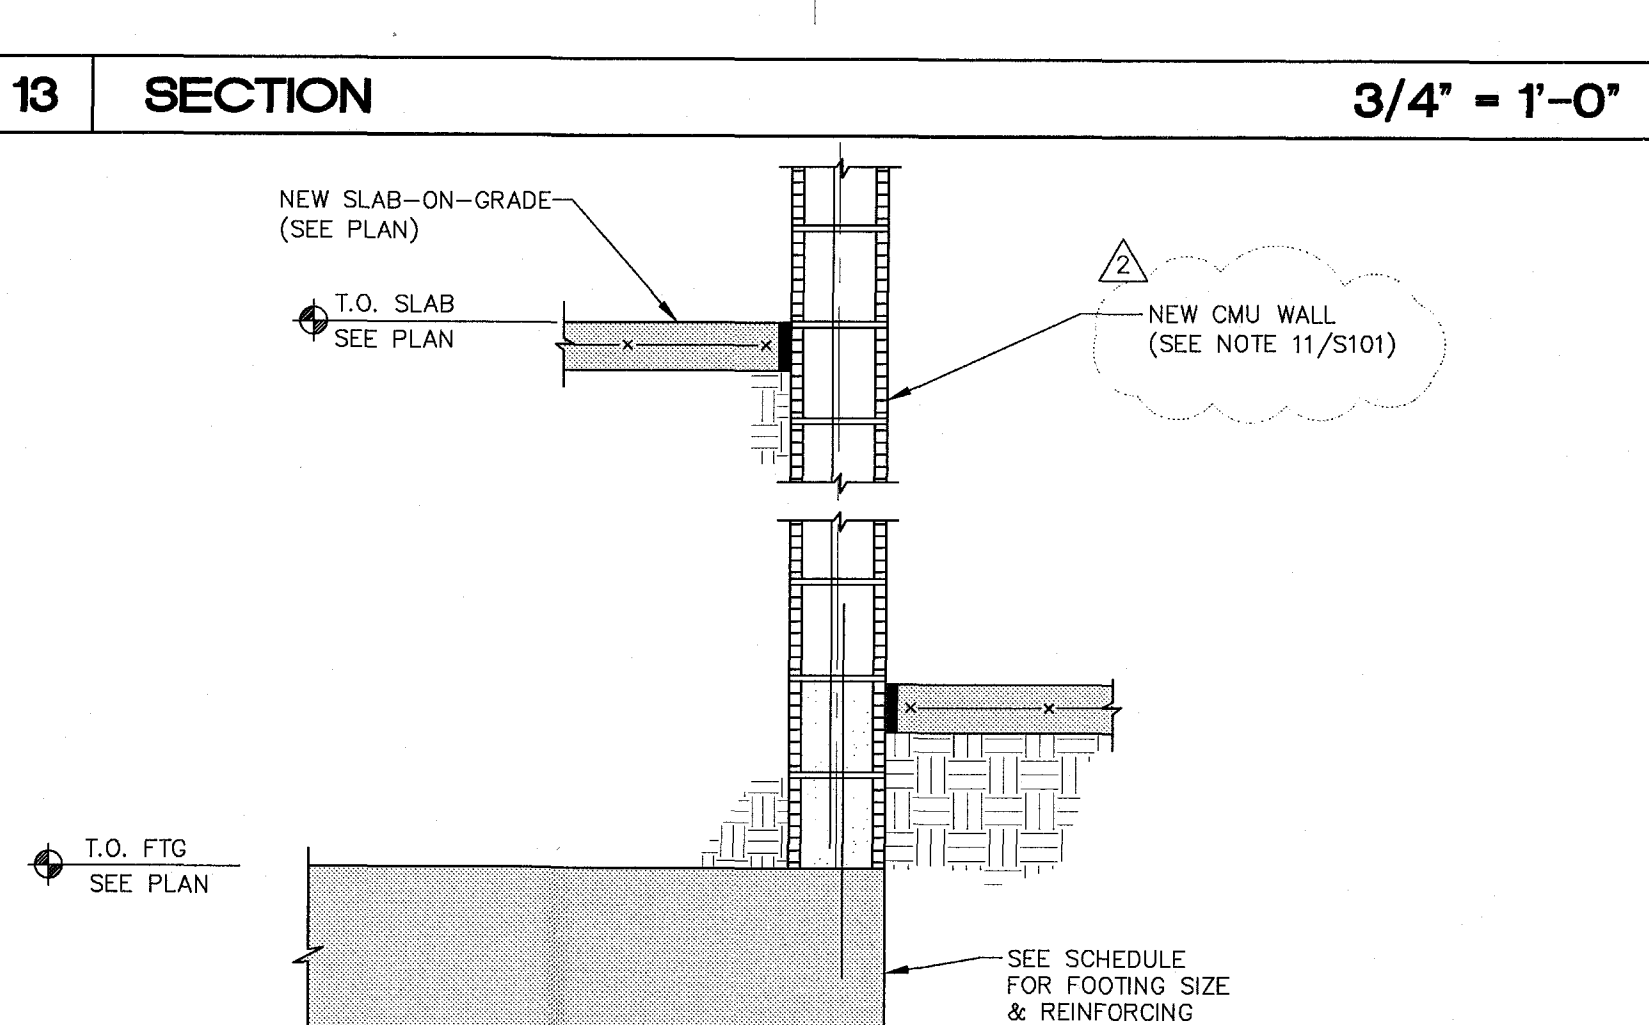 13 SECTION 3/4" = 1'-0"
NEW SLAB-ON-GRADE
(SEE PLAN)
T.O. SLAB
SEE PLAN
2
NEW CMU WALL
(SEE NOTE 11/S101)
T.O. FTG
SEE PLAN
SEE SCHEDULE
FOR FOOTING SIZE
& REINFORCING